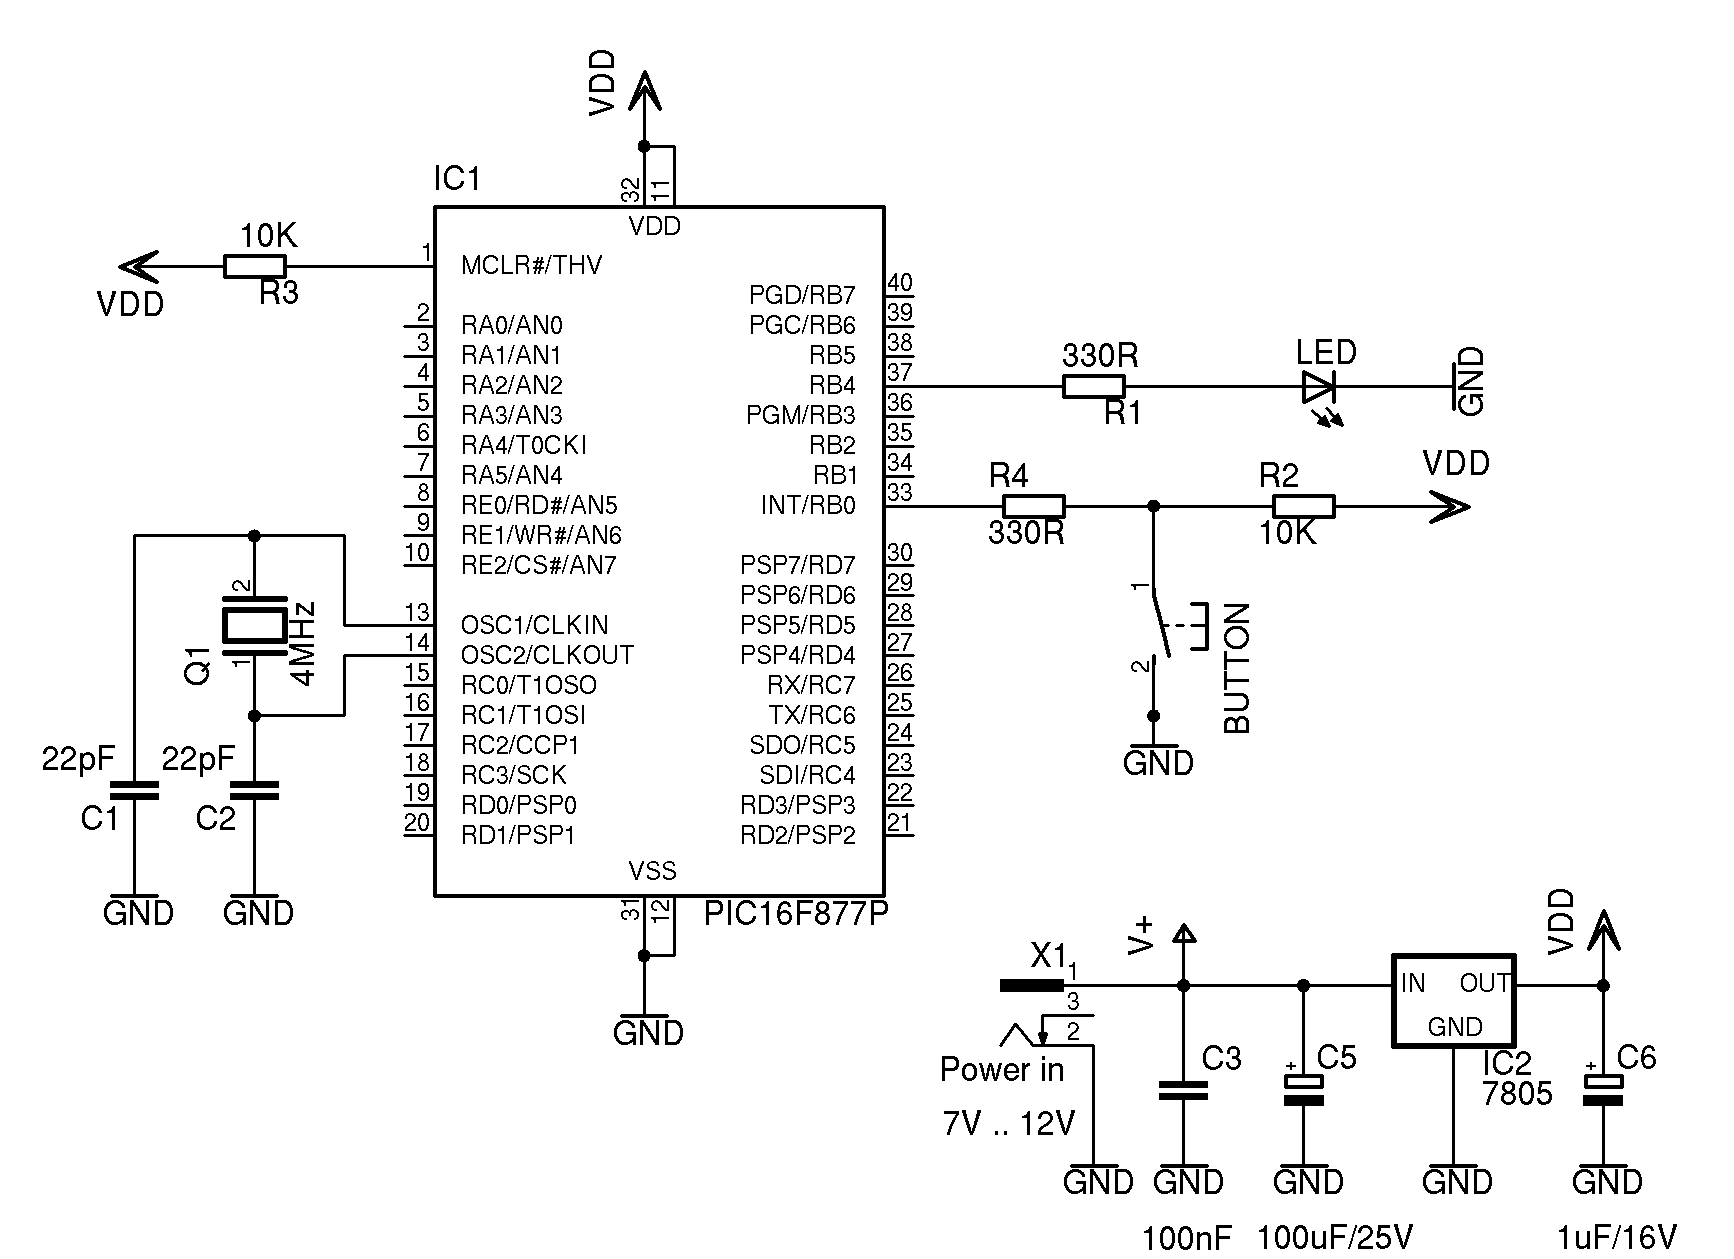 VDD
IC1
32
11
VDD
10K
R3
VDD
1
MCLR#/THV
2
RA0/AN0
3
RA1/AN1
4
RA2/AN2
5
RA3/AN3
6
RA4/T0CKI
7
RA5/AN4
8
RE0/RD#/AN5
9
RE1/WR#/AN6
10
RE2/CS#/AN7
13
OSC1/CLKIN
14
OSC2/CLKOUT
15
RC0/T1OSO
16
RC1/T1OSI
17
RC2/CCP1
18
RC3/SCK
19
RD0/PSP0
20
RD1/PSP1
PGD/RB7
40
PGC/RB6
39
RB5
38
RB4
37
PGM/RB3
36
RB2
35
RB1
34
INT/RB0
33
PSP7/RD7
30
PSP6/RD6
29
PSP5/RD5
28
PSP4/RD4
27
RX/RC7
26
TX/RC6
25
SDO/RC5
24
SDI/RC4
23
RD3/PSP3
22
RD2/PSP2
21
VSS
31
12
PIC16F877P
GND
2
Q1
1
4MHz
22pF
C1
GND
22pF
C2
GND
330R
R1
LED
GND
R4
330R
R2
10K
VDD
1
2
BUTTON
GND
X1
1
3
2
Power in
7V .. 12V
GND
V+
C3
GND
100nF
+
C5
GND
100uF/25V
IN
OUT
GND
IC2
7805
GND
VDD
+
C6
GND
1uF/16V